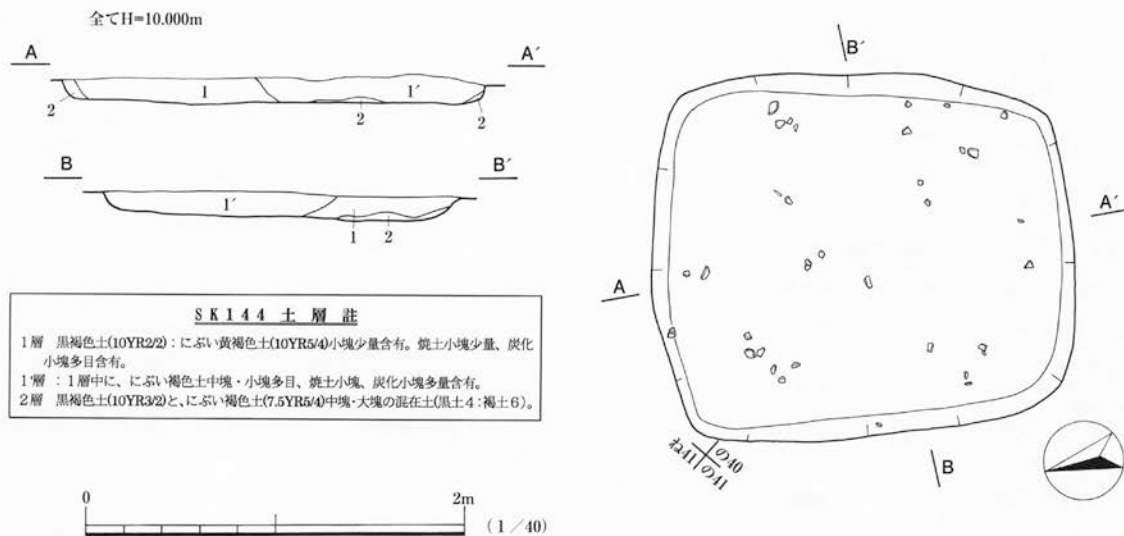 全てH=10.000m
A A´
1 1´
2 2 2
B B´
1´
1 2
SK144 土層註
1層 黒褐色土(10YR2/2)：にぶい黄褐色土(10YR5/4)小塊少量含有。焼土小塊少量、炭化
小塊多目含有。
1´層 ：1層中に、にぶい褐色土中塊・小塊多目、焼土小塊、炭化小塊多量含有。
2層 黒褐色土(10YR3/2)と、にぶい褐色土(7.5YR5/4)中塊・大塊の混在土(黒土4：褐土6)。
0 2m
(1/40)
B´
A´
A
B
ね41 の40
の41